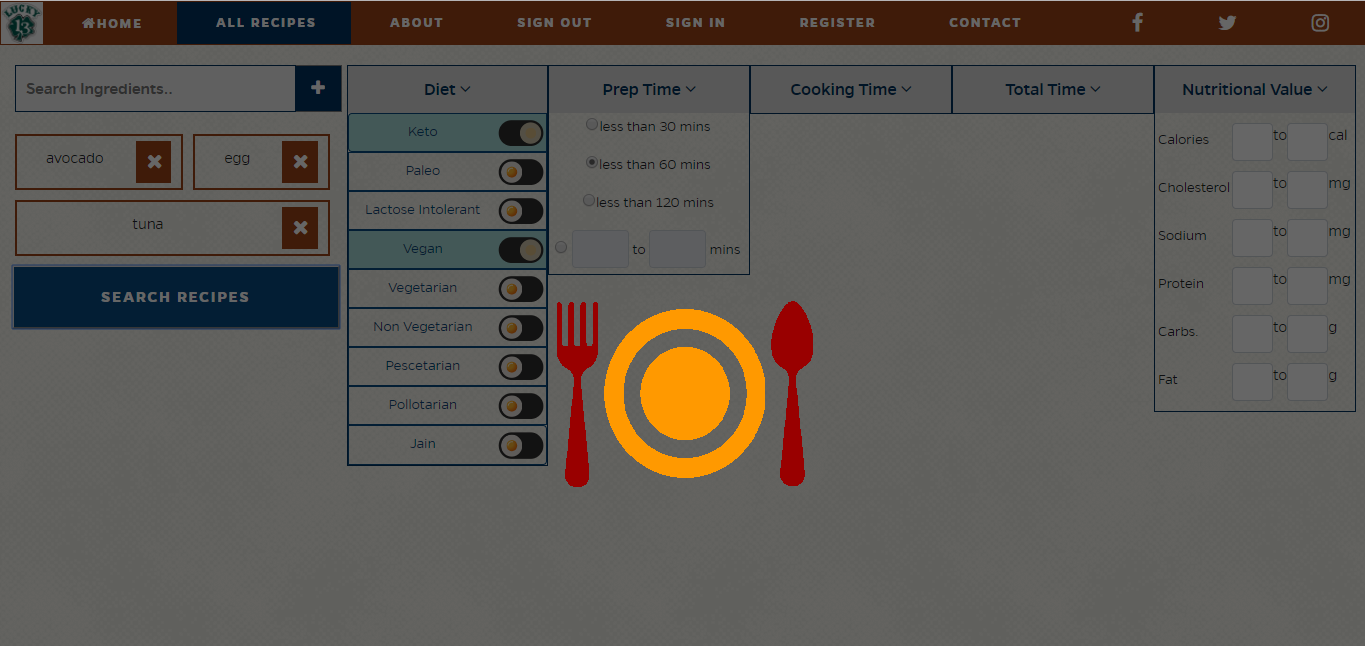 LUCKY
13
HOME
ALL RECIPES
ABOUT
SIGN OUT
SIGN IN
REGISTER
CONTACT
Search Ingredients..
avocado
egg
tuna
SEARCH RECIPES
Diet
Keto
Paleo
Lactose Intolerant
Vegan
Vegetarian
Non Vegetarian
Pescetarian
Pollotarian
Jain
Prep Time
less than 30 mins
less than 60 mins
less than 120 mins
to mins
Cooking Time
Total Time
Nutritional Value
Calories to cal
Cholesterol to mg
Sodium to mg
Protein to mg
Carbs. to g
Fat to g